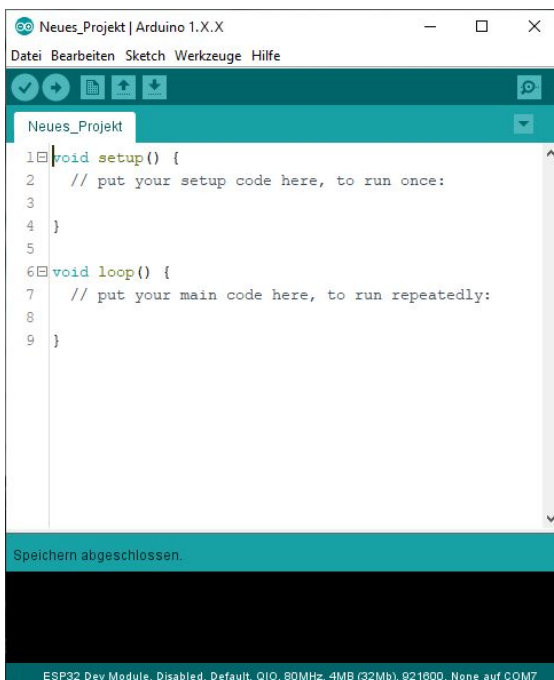 Neues_Projekt | Arduino 1.X.X
Datei Bearbeiten Sketch Werkzeuge Hilfe
Neues_Projekt
1 void setup() {
2 // put your setup code here, to run once:
3
4 }
5
6 void loop() {
7 // put your main code here, to run repeatedly:
8
9 }
Speichern abgeschlossen.
ESP32 Dev Module, Disabled, Default, QIO, 80MHz, 4MB (32Mb), 921600, None auf COM7